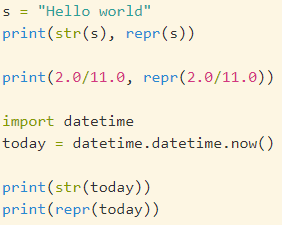 s = "Hello world"
print(str(s), repr(s))
print(2.0/11.0, repr(2.0/11.0))
import datetime
today = datetime.datetime.now()
print(str(today))
print(repr(today))